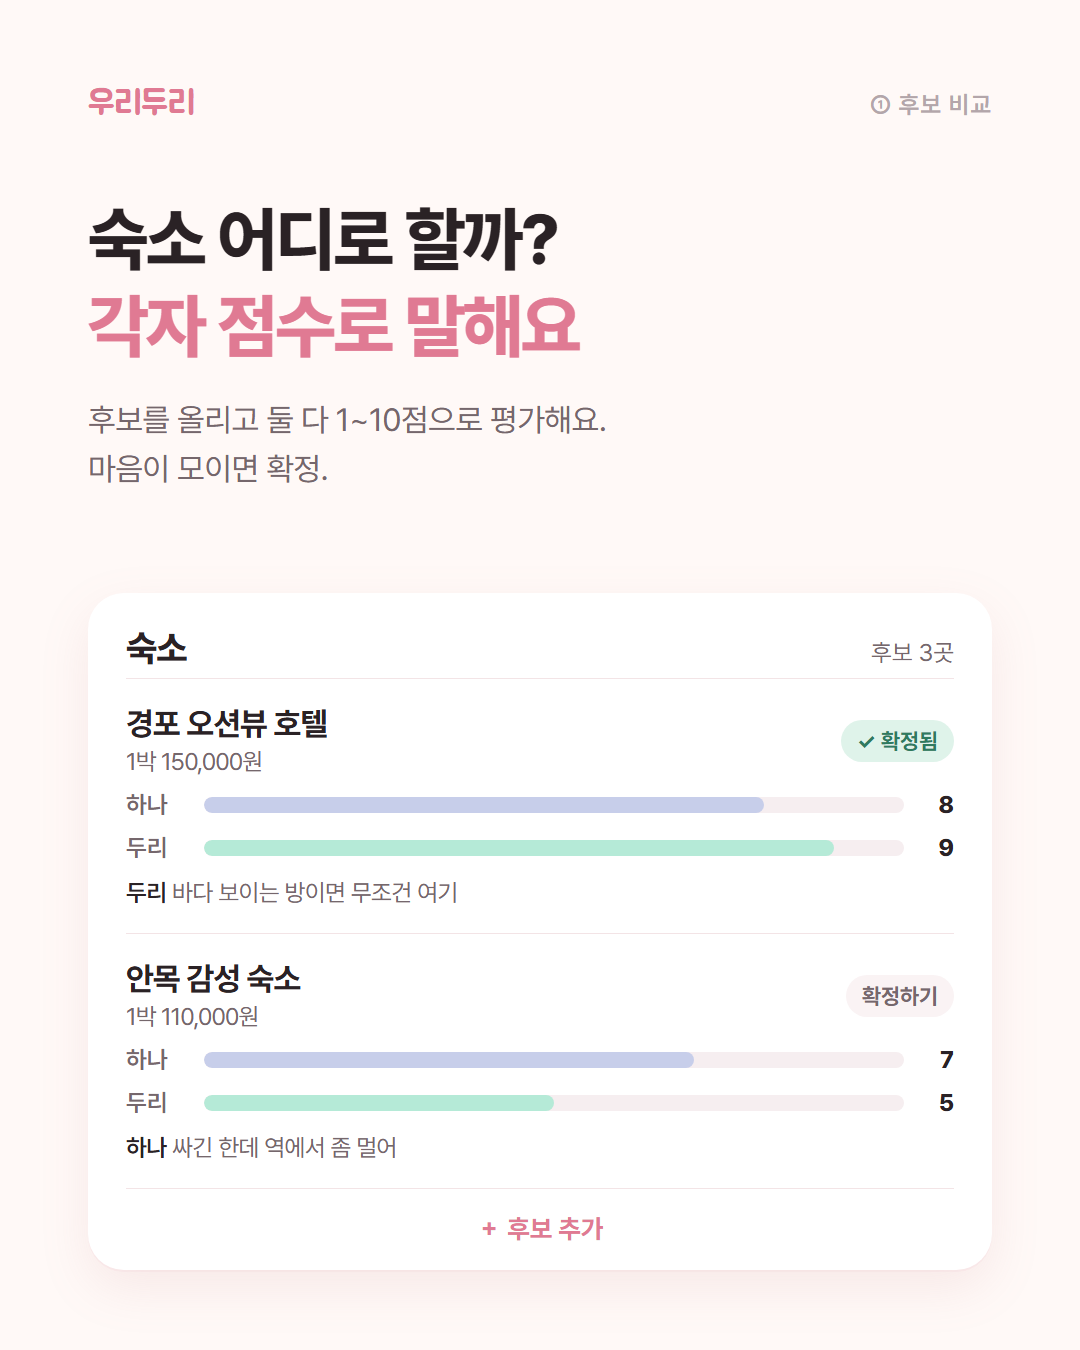 우리두리
① 후보 비교
숙소 어디로 할까?
각자 점수로 말해요
후보를 올리고 둘 다 1~10점으로 평가해요.
마음이 모이면 확정.
숙소
후보 3곳
경포 오션뷰 호텔
✓ 확정됨
1박 150,000원
하나 8
두리 9
두리 바다 보이는 방이면 무조건 여기
안목 감성 숙소
확정하기
1박 110,000원
하나 7
두리 5
하나 싸긴 한데 역에서 좀 멀어
+ 후보 추가